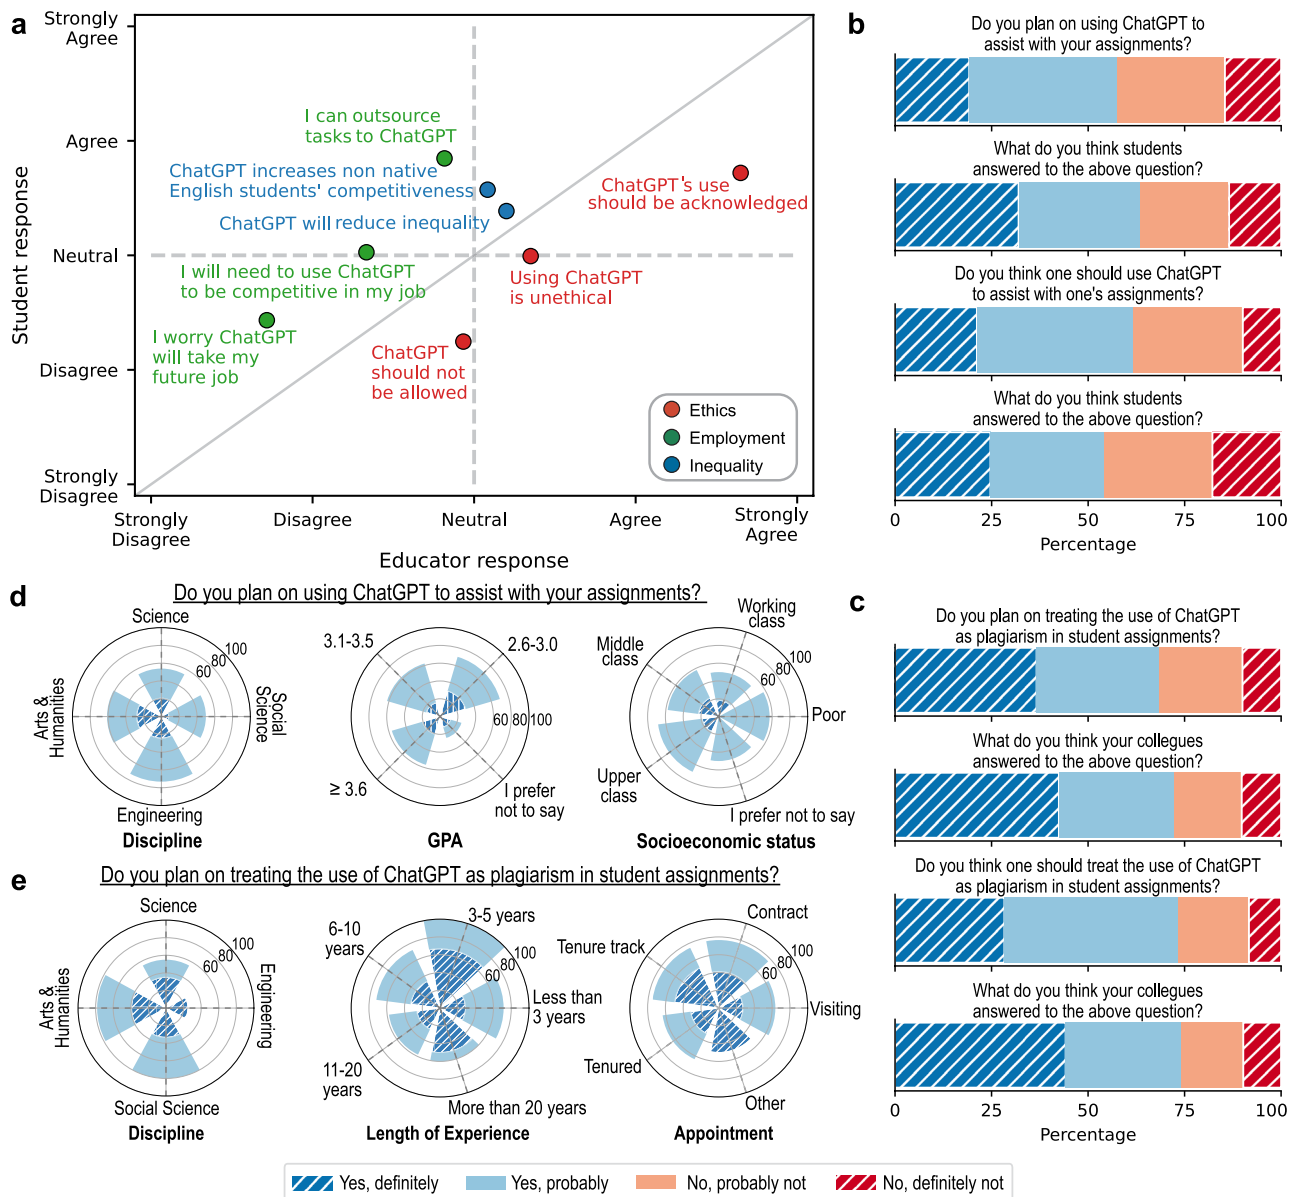 a
Strongly
Agree
Agree
Neutral
Disagree
Strongly
Disagree
Student response
I can outsource
tasks to ChatGPT
ChatGPT increases non native
English students' competitiveness
ChatGPT will reduce inequality
ChatGPT's use
should be acknowledged
I will need to use ChatGPT
to be competitive in my job
Using ChatGPT
is unethical
I worry ChatGPT
will take my
future job
ChatGPT
should not
be allowed
Ethics
Employment
Inequality
Strongly
Disagree
Disagree
Neutral
Agree
Strongly
Agree
Educator response
b
Do you plan on using ChatGPT to
assist with your assignments?
What do you think students
answered to the above question?
Do you think one should use ChatGPT
to assist with one's assignments?
What do you think students
answered to the above question?
0 25 50 75 100
Percentage
c
Do you plan on treating the use of ChatGPT
as plagiarism in student assignments?
What do you think your collegues
answered to the above question?
Do you think one should treat the use of ChatGPT
as plagiarism in student assignments?
What do you think your collegues
answered to the above question?
0 25 50 75 100
Percentage
d
Do you plan on using ChatGPT to assist with your assignments?
Science
Arts &
Humanities
Social
Science
Engineering
60 80 100
Discipline
3.1-3.5
2.6-3.0
≥ 3.6
I prefer
not to say
60 80 100
GPA
Working
class
Middle
class
Poor
Upper
class
I prefer not to say
60 80 100
Socioeconomic status
e
Do you plan on treating the use of ChatGPT as plagiarism in student assignments?
Science
Arts &
Humanities
Engineering
Social Science
60 80 100
Discipline
3-5 years
6-10
years
Less than
3 years
11-20
years
More than 20 years
60 80 100
Length of Experience
Contract
Tenure track
Visiting
Tenured
Other
60 80 100
Appointment
Yes, definitely
Yes, probably
No, probably not
No, definitely not